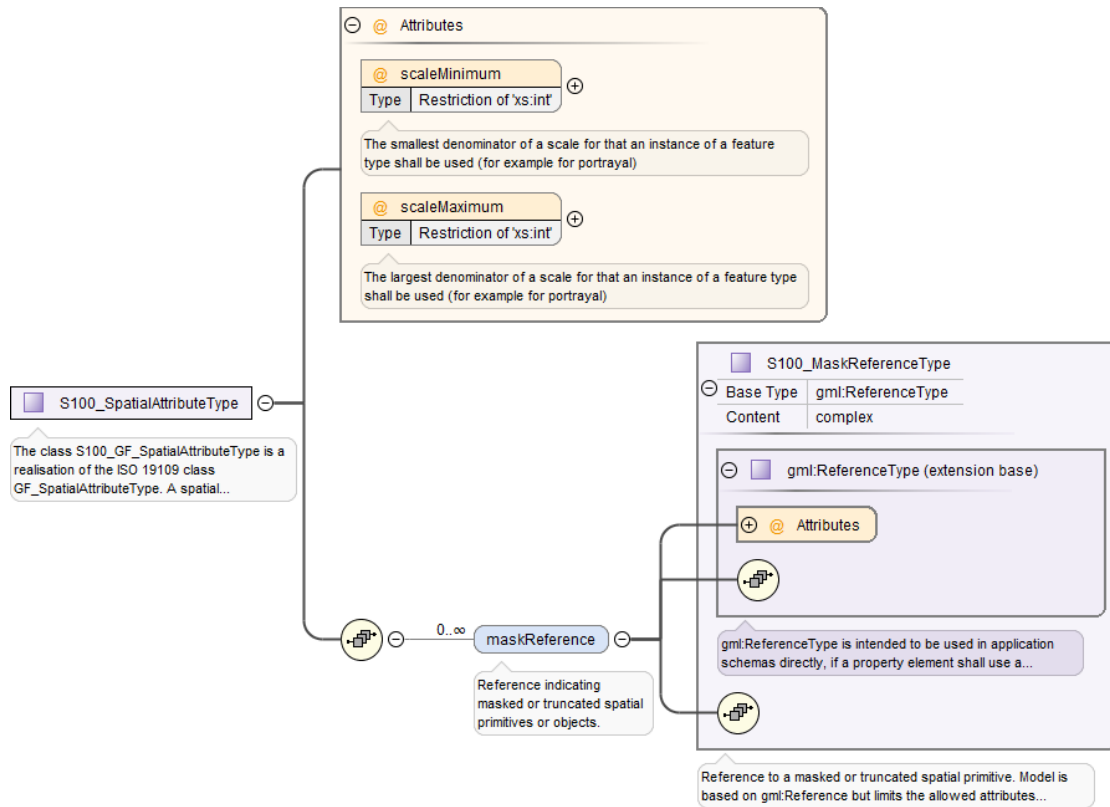 @ Attributes
@ scaleMinimum
Type Restriction of 'xs:int'
The smallest denominator of a scale for that an instance of a feature
type shall be used (for example for portrayal)
@ scaleMaximum
Type Restriction of 'xs:int'
The largest denominator of a scale for that an instance of a feature type
shall be used (for example for portrayal)
S100_SpatialAttributeType
The class S100_GF_SpatialAttributeType is a
realisation of the ISO 19109 class
GF_SpatialAttributeType. A spatial...
0..∞
maskReference
Reference indicating
masked or truncated spatial
primitives or objects.
S100_MaskReferenceType
Base Type gml:ReferenceType
Content complex
gml:ReferenceType (extension base)
@ Attributes
gml:ReferenceType is intended to be used in application
schemas directly, if a property element shall use a...
Reference to a masked or truncated spatial primitive. Model is
based on gml:Reference but limits the allowed attributes...